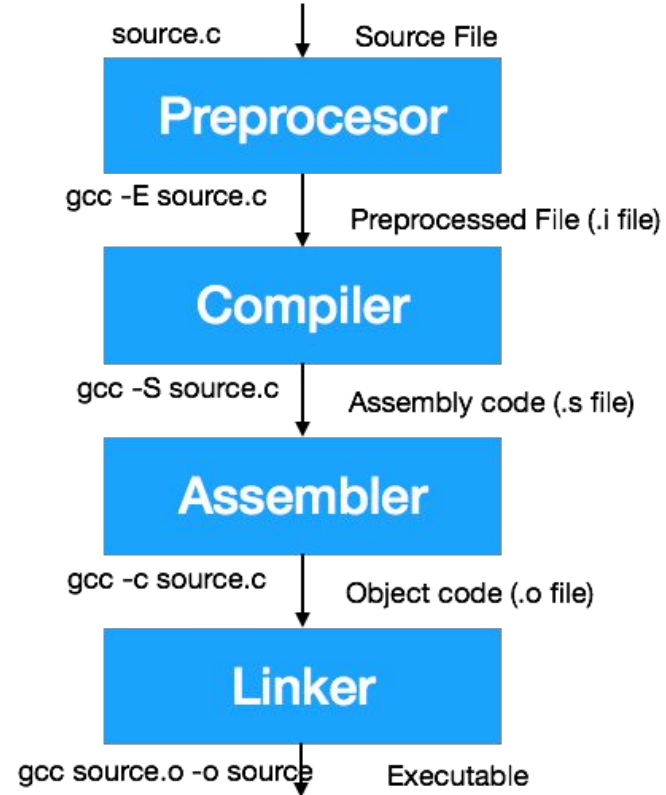 source.c Source File
Preprocesor
gcc -E source.c
Preprocessed File (.i file)
Compiler
gcc -S source.c
Assembly code (.s file)
Assembler
gcc -c source.c
Object code (.o file)
Linker
gcc source.o -o source Executable